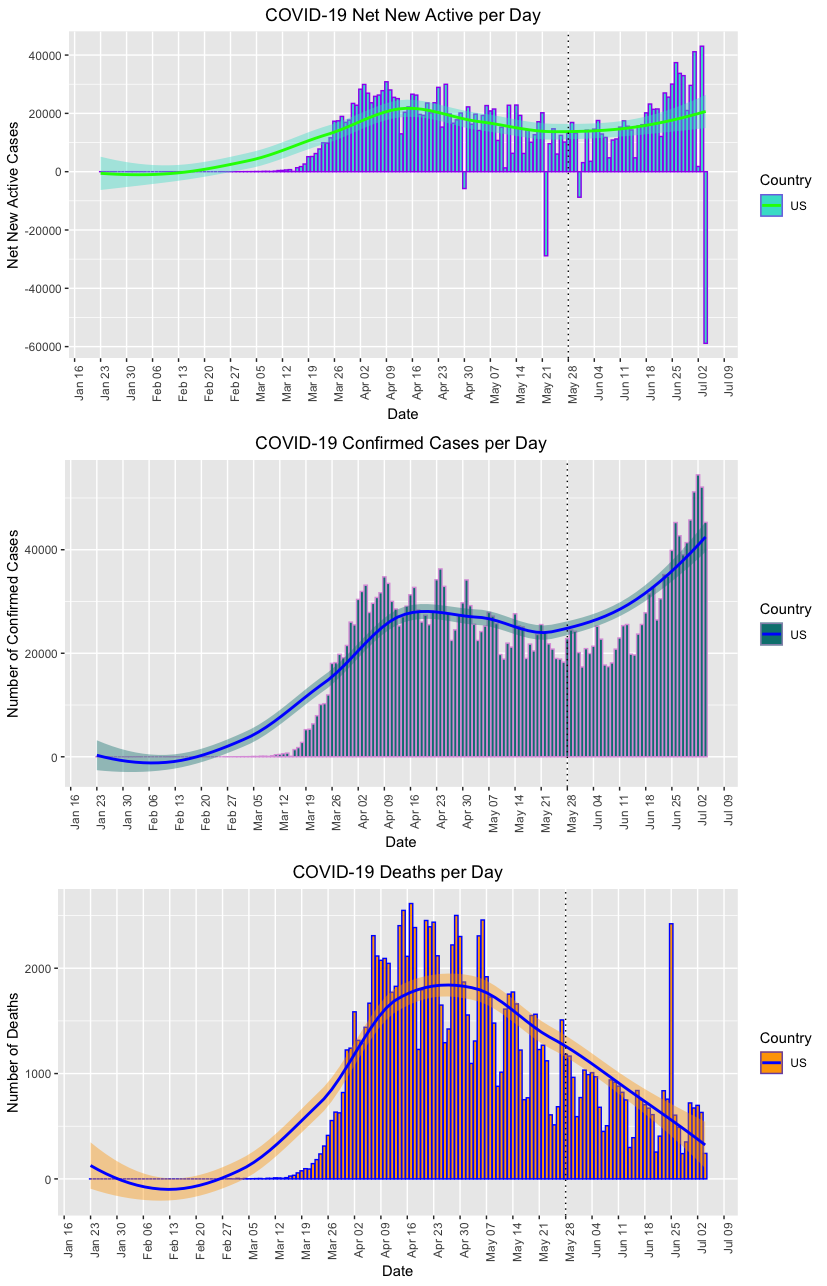 COVID-19 Net New Active per Day
Net New Active Cases
40000
20000
0
-20000
-40000
-60000
Jan 16 Jan 23 Jan 30 Feb 06 Feb 13 Feb 20 Feb 27 Mar 05 Mar 12 Mar 19 Mar 26 Apr 02 Apr 09 Apr 16 Apr 23 Apr 30 May 07 May 14 May 21 May 28 Jun 04 Jun 11 Jun 18 Jun 25 Jul 02 Jul 09
Date
Country
US
COVID-19 Confirmed Cases per Day
Number of Confirmed Cases
40000
20000
0
Jan 16 Jan 23 Jan 30 Feb 06 Feb 13 Feb 20 Feb 27 Mar 05 Mar 12 Mar 19 Mar 26 Apr 02 Apr 09 Apr 16 Apr 23 Apr 30 May 07 May 14 May 21 May 28 Jun 04 Jun 11 Jun 18 Jun 25 Jul 02 Jul 09
Date
Country
US
COVID-19 Deaths per Day
Number of Deaths
2000
1000
0
Jan 16 Jan 23 Jan 30 Feb 06 Feb 13 Feb 20 Feb 27 Mar 05 Mar 12 Mar 19 Mar 26 Apr 02 Apr 09 Apr 16 Apr 23 Apr 30 May 07 May 14 May 21 May 28 Jun 04 Jun 11 Jun 18 Jun 25 Jul 02 Jul 09
Date
Country
US